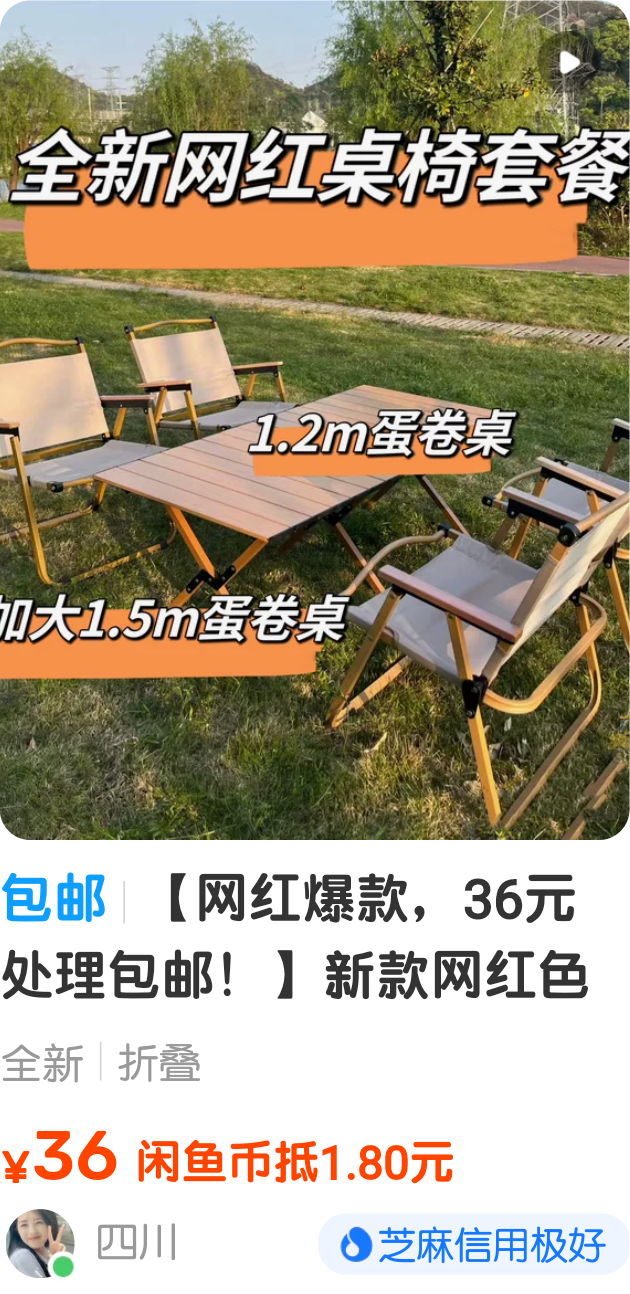 全新网红桌椅套餐
1.2m蛋卷桌
加大1.5m蛋卷桌
包邮 【网红爆款，36元
处理包邮！】新款网红色
全新 折叠
¥36 闲鱼币抵1.80元
四川 芝麻信用极好